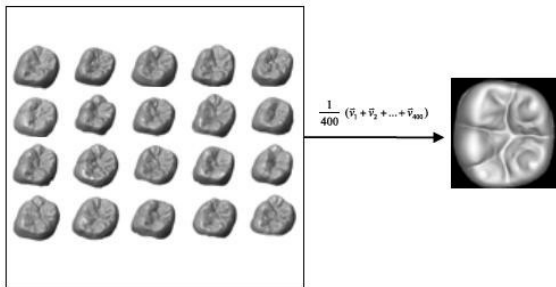 1/400 (v⃗₁ + v⃗₂ + ... + v⃗₄₀₀)